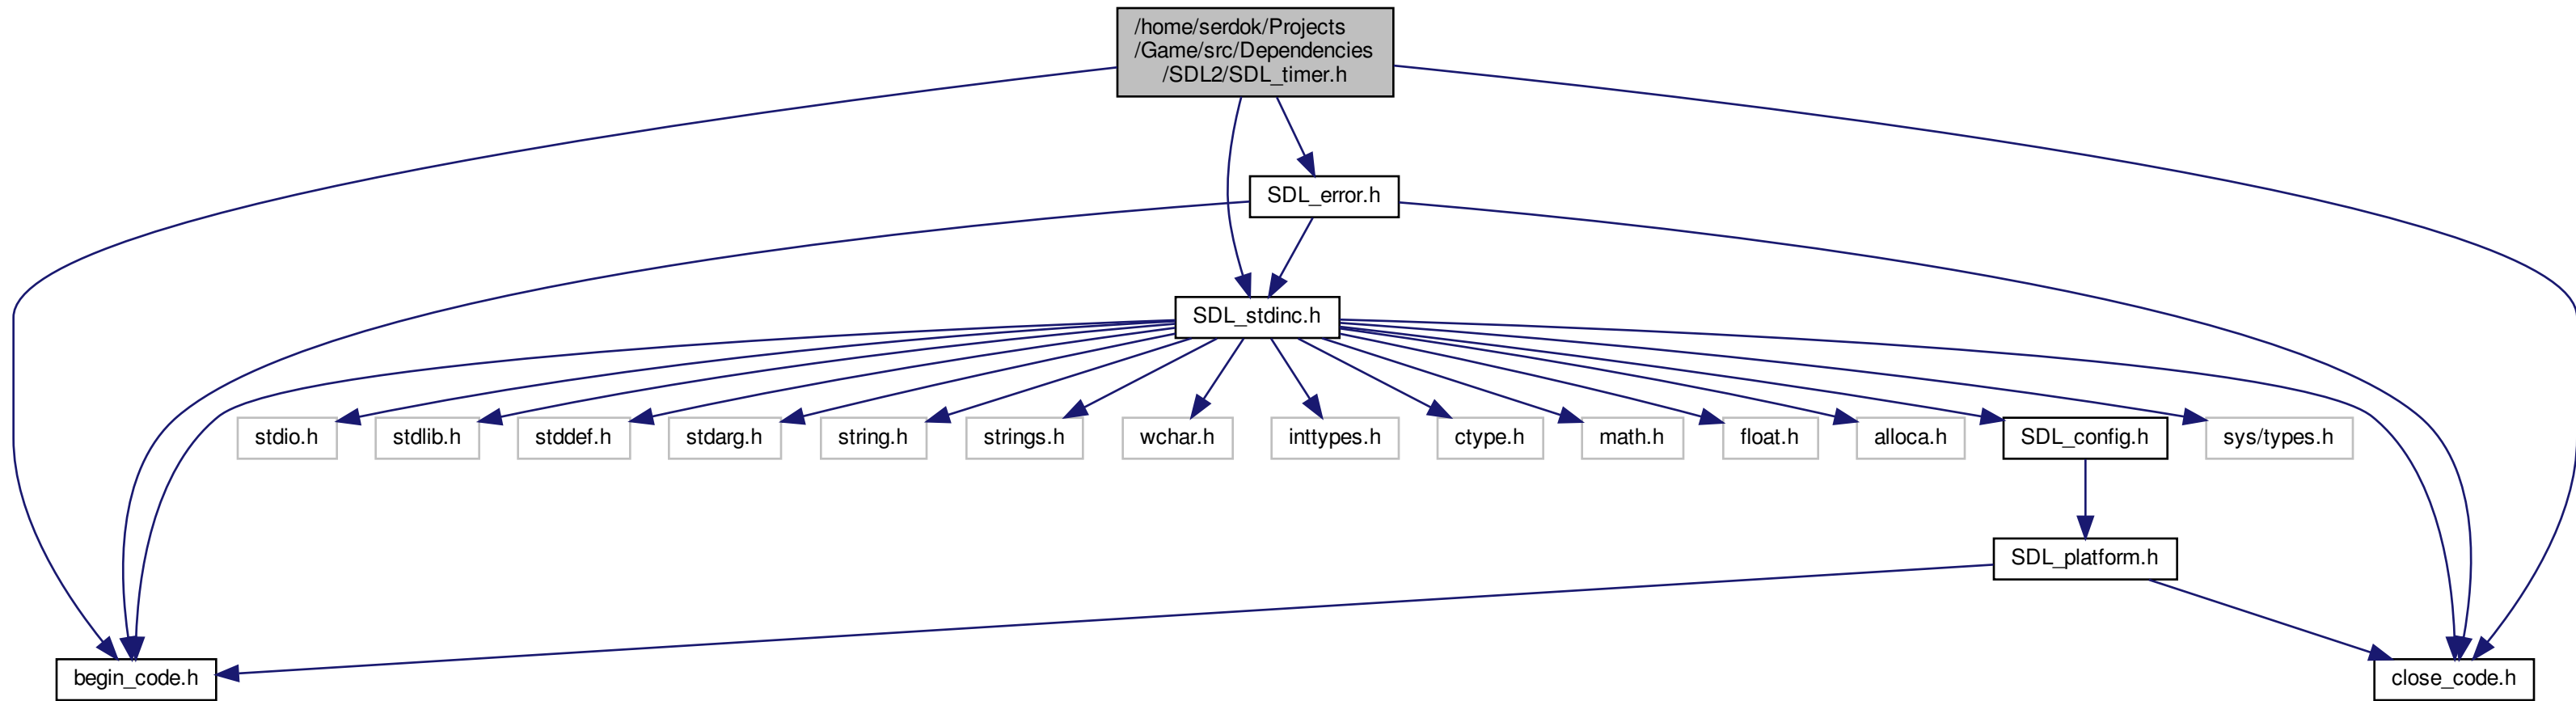 /home/serdok/Projects
/Game/src/Dependencies
/SDL2/SDL_timer.h
SDL_error.h
SDL_stdinc.h
stdio.h
stdlib.h
stddef.h
stdarg.h
string.h
strings.h
wchar.h
inttypes.h
ctype.h
math.h
float.h
alloca.h
SDL_config.h
sys/types.h
SDL_platform.h
begin_code.h
close_code.h